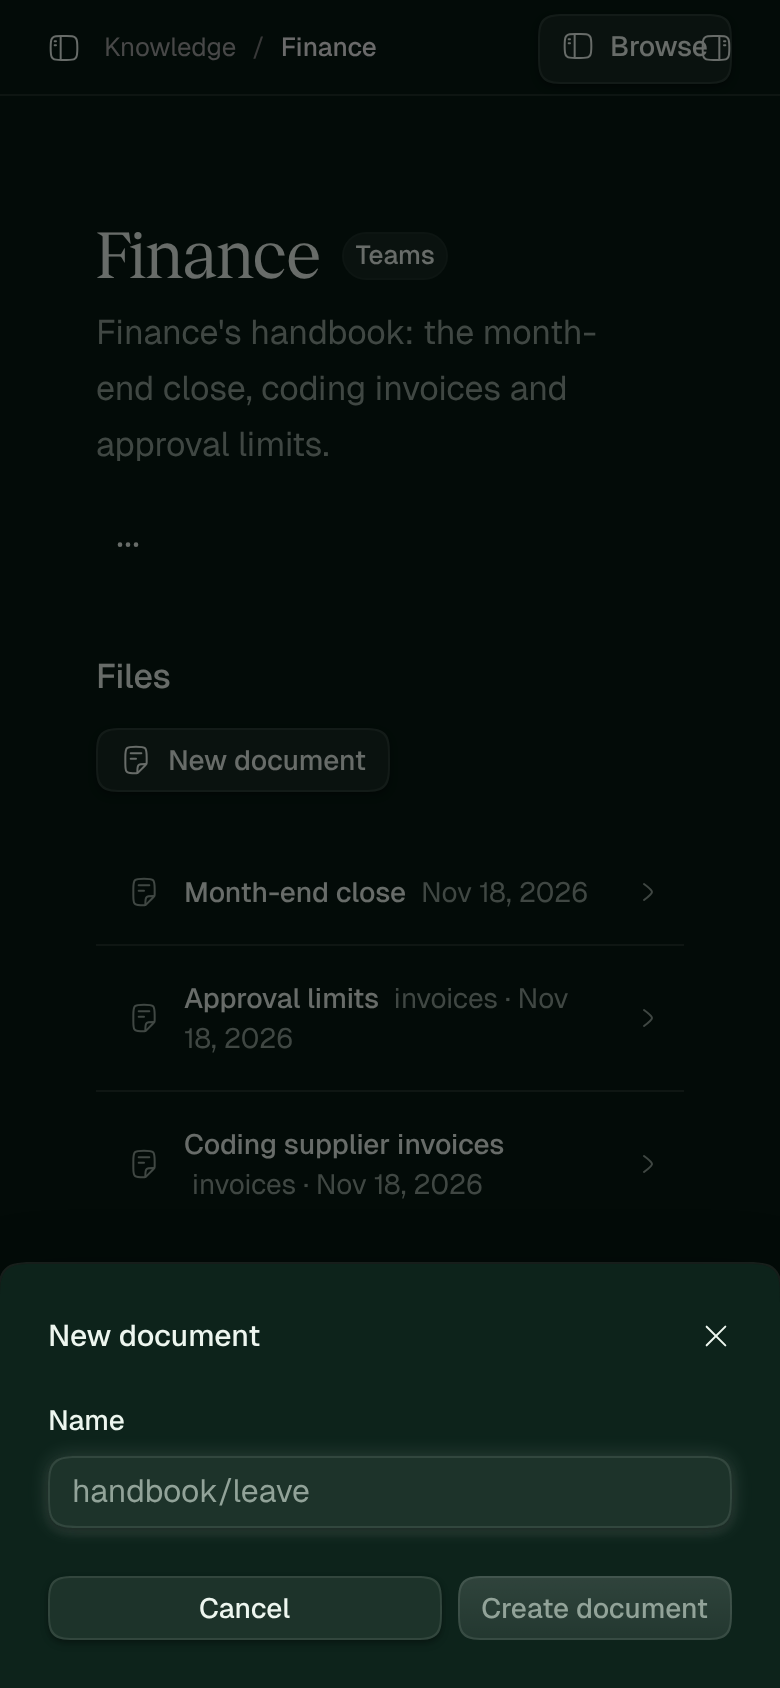 Knowledge / Finance
Browse
Finance
Teams
Finance's handbook: the month-
end close, coding invoices and
approval limits.
...
Files
New document
Month-end close Nov 18, 2026
Approval limits invoices · Nov
18, 2026
Coding supplier invoices
invoices · Nov 18, 2026
New document
Name
handbook/leave
Cancel
Create document